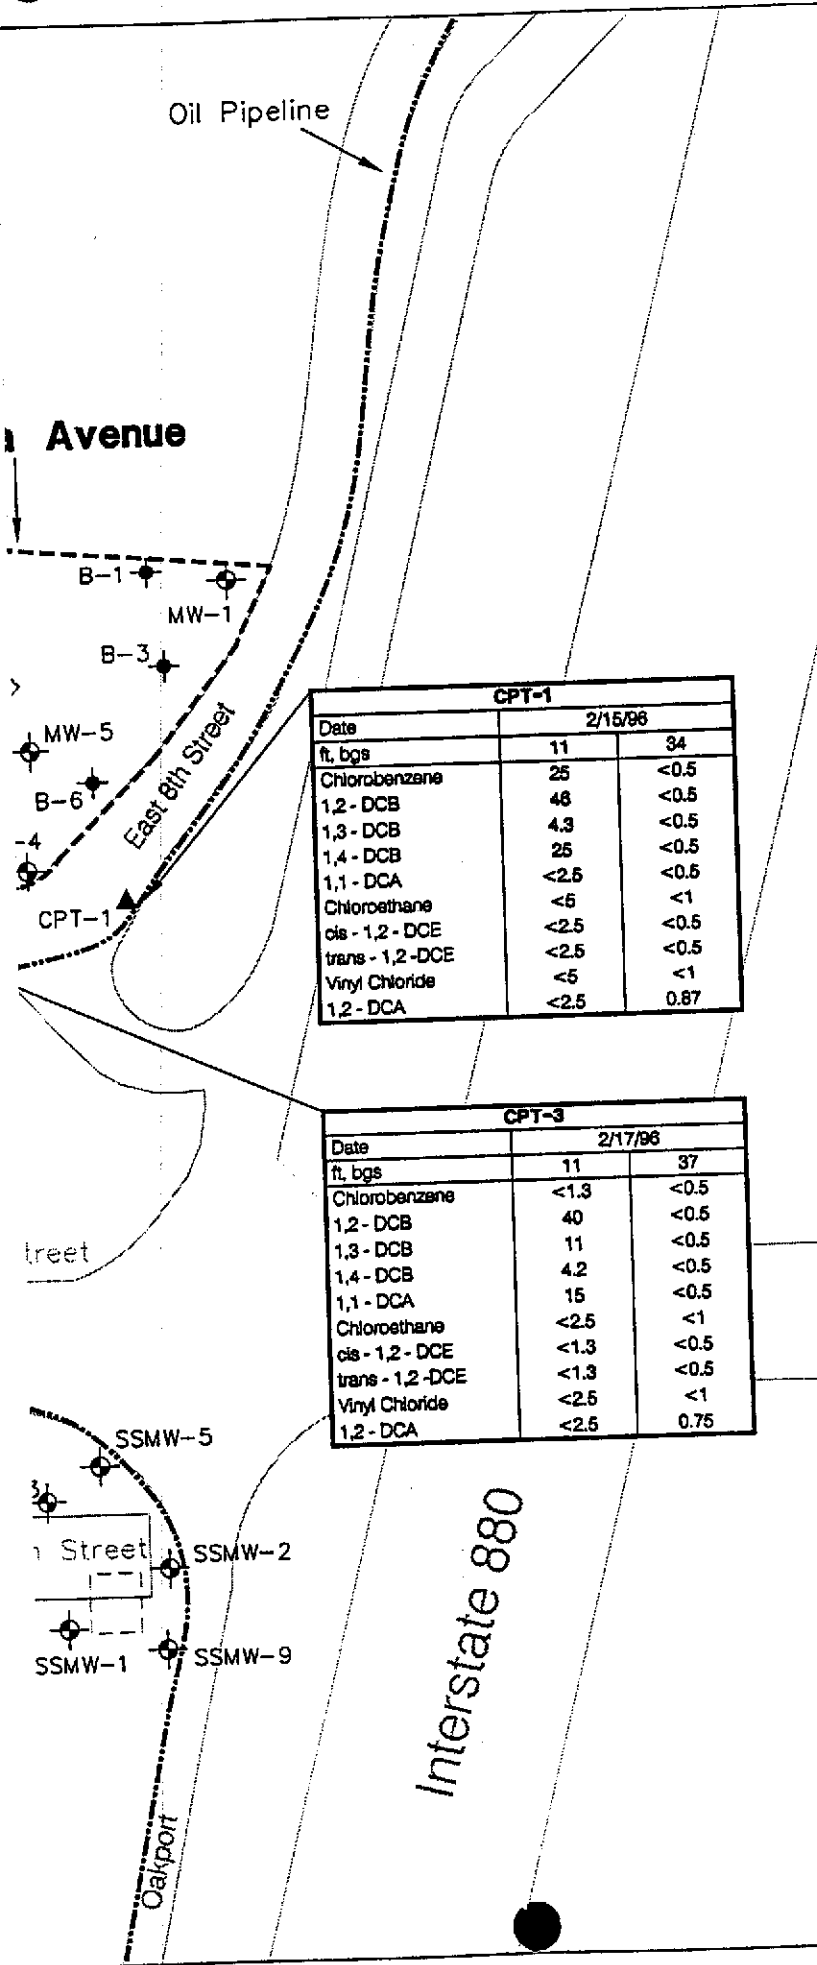 Oil Pipeline
Avenue
B-1
MW-1
B-3
MW-5
B-6
-4
East 8th Street
CPT-1
CPT-1
Date 2/15/96
ft, bgs 11 34
Chlorobenzene 25 <0.5
1,2 - DCB 46 <0.5
1,3 - DCB 4.3 <0.5
1,4 - DCB 25 <0.5
1,1 - DCA <2.5 <0.5
Chloroethane <5 <1
cis - 1,2 - DCE <2.5 <0.5
trans - 1,2 -DCE <2.5 <0.5
Vinyl Chloride <5 <1
1,2 - DCA <2.5 0.87
CPT-3
Date 2/17/96
ft, bgs 11 37
Chlorobenzene <1.3 <0.5
1,2 - DCB 40 <0.5
1,3 - DCB 11 <0.5
1,4 - DCB 4.2 <0.5
1,1 - DCA 15 <0.5
Chloroethane <2.5 <1
cis - 1,2 - DCE <1.3 <0.5
trans - 1,2 -DCE <1.3 <0.5
Vinyl Chloride <2.5 <1
1,2 - DCA <2.5 0.75
treet
SSMW-5
3
Street
SSMW-2
SSMW-1
SSMW-9
Interstate 880
Oakport